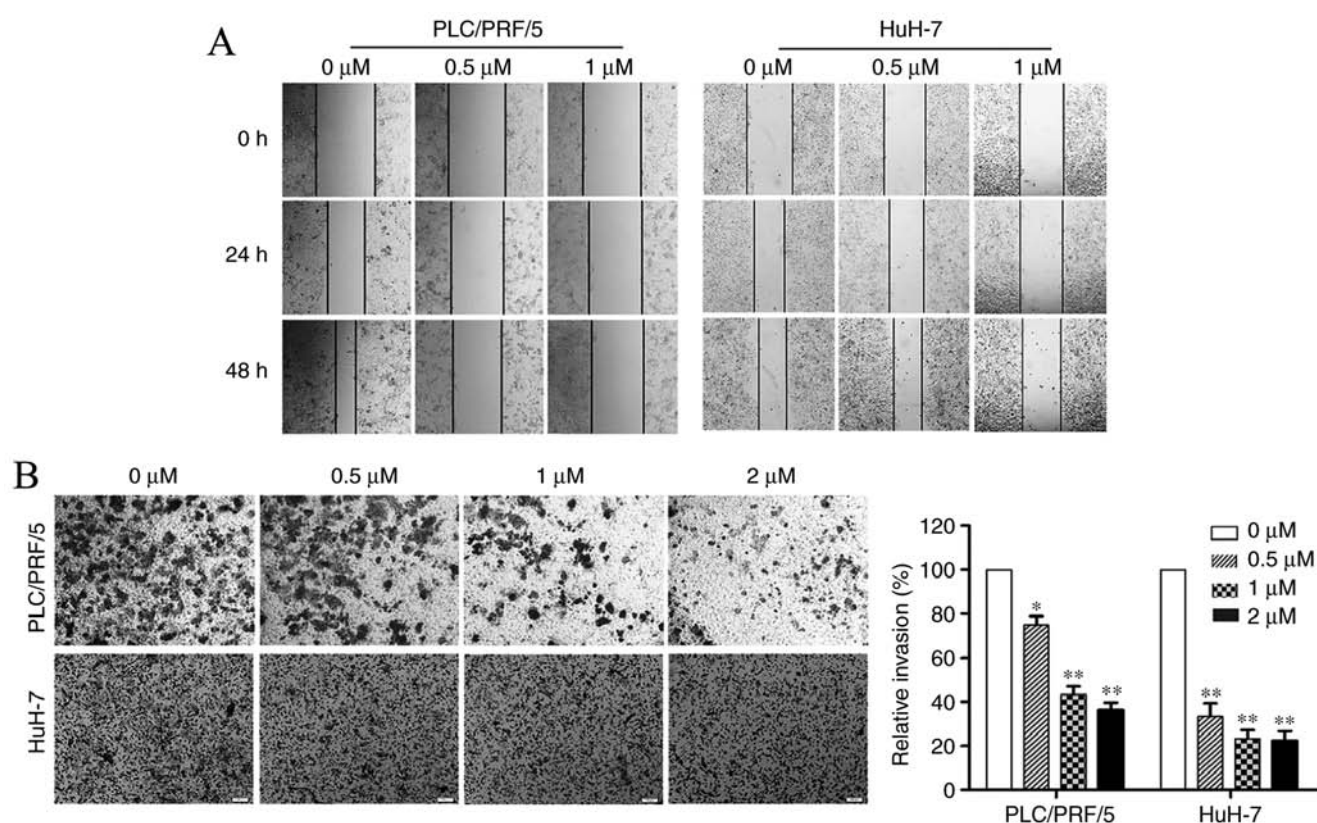 A
PLC/PRF/5
HuH-7
0 μM 0.5 μM 1 μM
0 μM 0.5 μM 1 μM
0 h
24 h
48 h
B
0 μM 0.5 μM 1 μM 2 μM
PLC/PRF/5
HuH-7
Relative invasion (%)
120
100
80
60
40
20
0
* ** **
** ** **
PLC/PRF/5 HuH-7
0 μM
0.5 μM
1 μM
2 μM